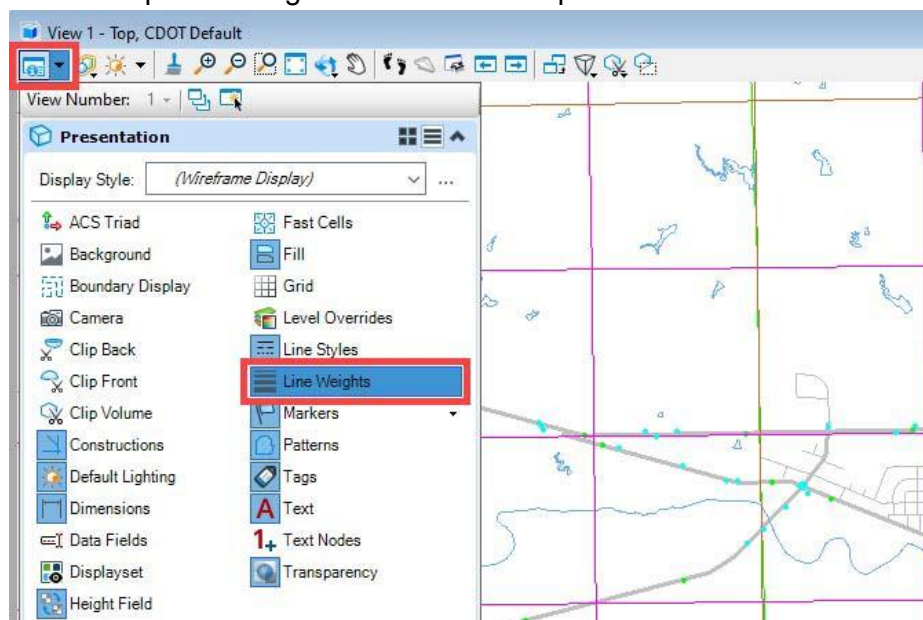 View 1 - Top, CDOT Default
View Number: 1
Presentation
Display Style: (Wireframe Display) ...
ACS Triad
Background
Boundary Display
Camera
Clip Back
Clip Front
Clip Volume
Constructions
Default Lighting
Dimensions
Data Fields
Displayset
Height Field
Fast Cells
Fill
Grid
Level Overrides
Line Styles
Line Weights
Markers
Patterns
Tags
Text
Text Nodes
Transparency